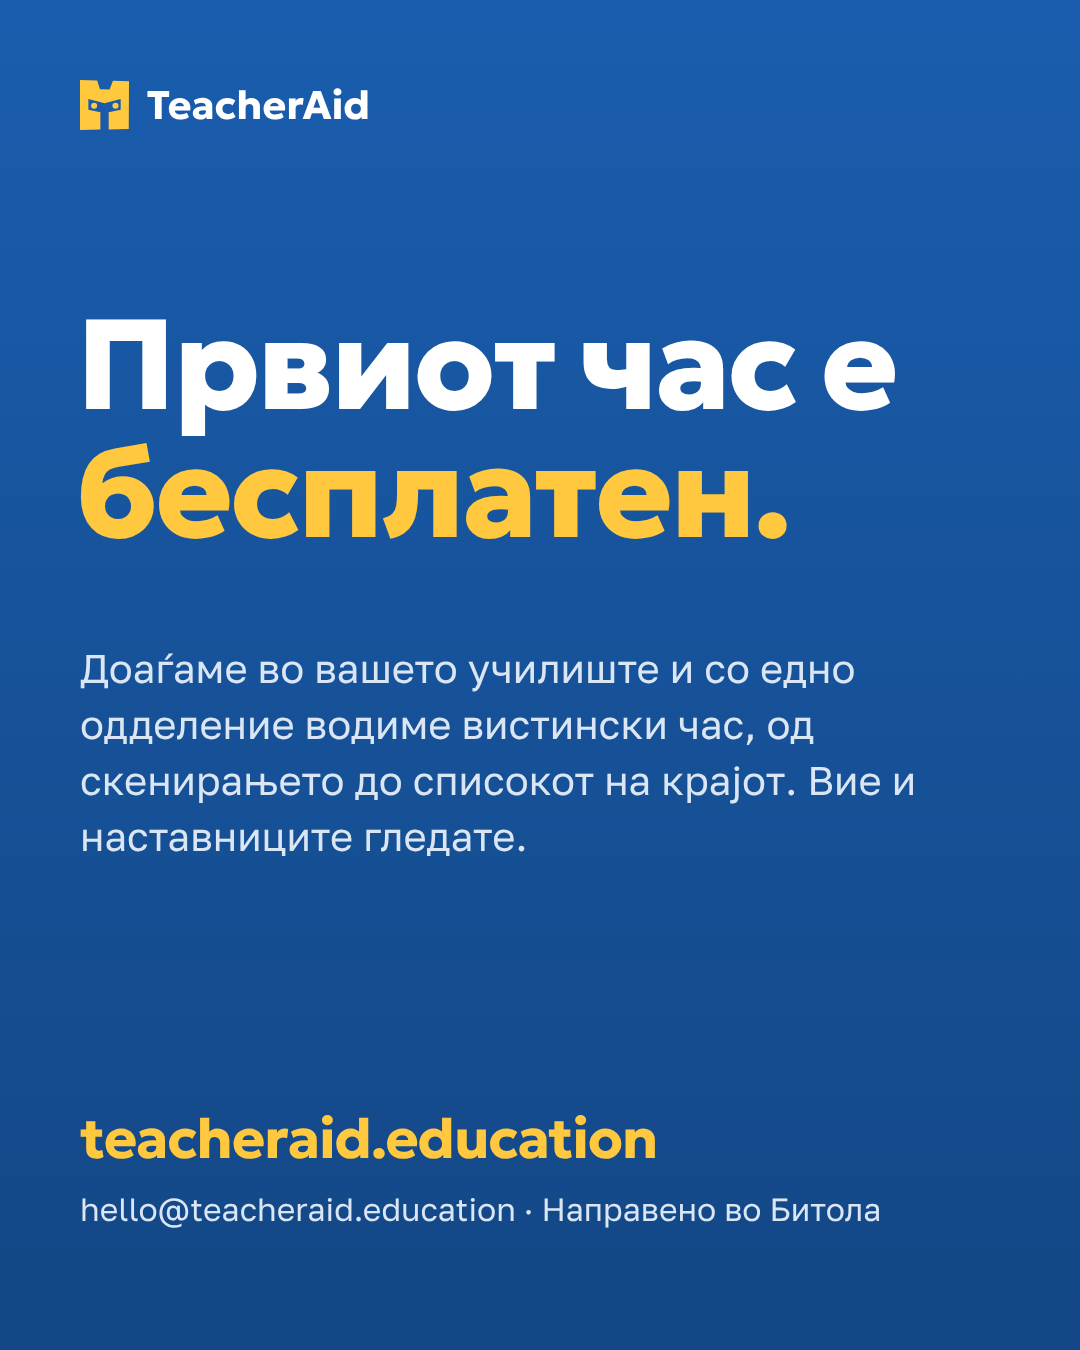 TeacherAid
Првиот час е
бесплатен.
Доаѓаме во вашето училиште и со едно
одделение водиме вистински час, од
скенирањето до списокот на крајот. Вие и
наставниците гледате.
teacheraid.education
hello@teacheraid.education · Направено во Битола